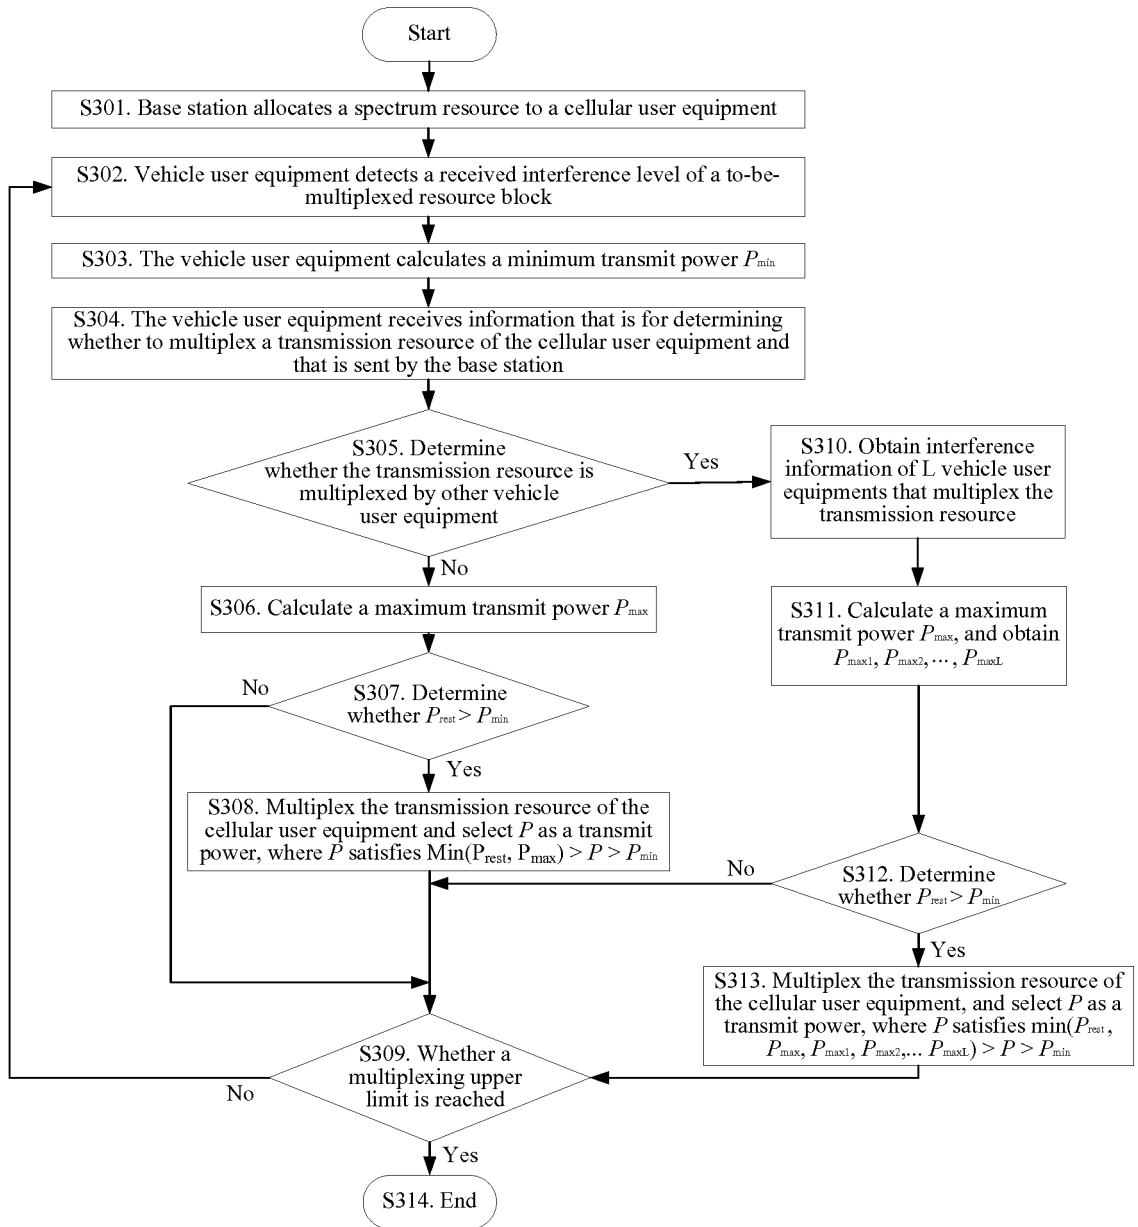 Start
S301. Base station allocates a spectrum resource to a cellular user equipment
S302. Vehicle user equipment detects a received interference level of a to-be-
multiplexed resource block
S303. The vehicle user equipment calculates a minimum transmit power Pmin
S304. The vehicle user equipment receives information that is for determining
whether to multiplex a transmission resource of the cellular user equipment and
that is sent by the base station
S305. Determine
whether the transmission resource is
multiplexed by other vehicle
user equipment
Yes
S310. Obtain interference
information of L vehicle user
equipments that multiplex the
transmission resource
No
S306. Calculate a maximum transmit power Pmax
S311. Calculate a maximum
transmit power Pmax, and obtain
Pmax1, Pmax2,…, PmaxL
No
S307. Determine
whether Prest > Pmin
Yes
S308. Multiplex the transmission resource of the
cellular user equipment and select P as a transmit
power, where P satisfies Min(Prest, Pmax) > P > Pmin
No
S312. Determine
whether Prest > Pmin
Yes
S313. Multiplex the transmission resource of
the cellular user equipment, and select P as a
transmit power, where P satisfies min(Prest ,
Pmax, Pmax1, Pmax2,... PmaxL) > P > Pmin
S309. Whether a
multiplexing upper
limit is reached
No
Yes
S314. End